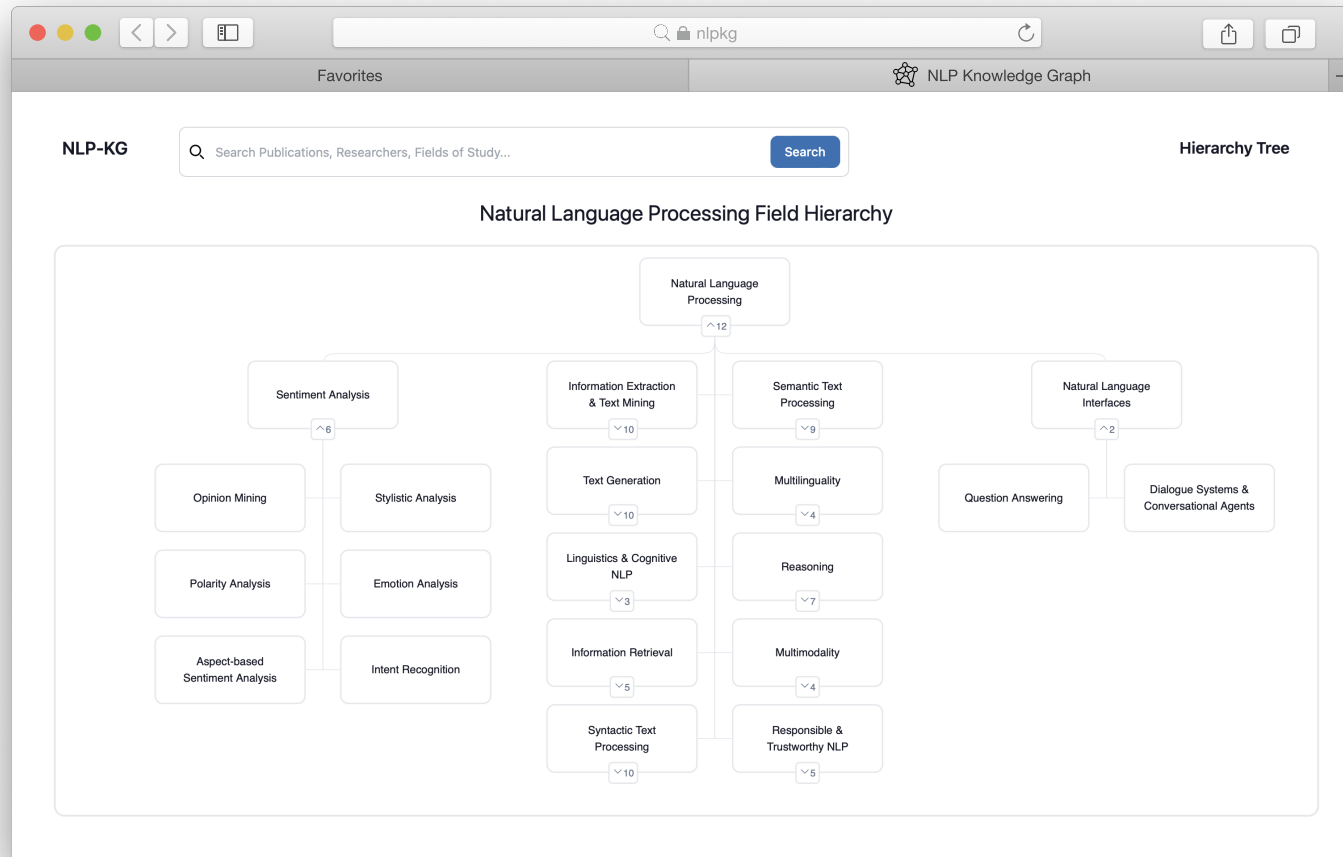 nlpkg
Favorites
NLP Knowledge Graph
NLP-KG
Search Publications, Researchers, Fields of Study...
Search
Hierarchy Tree
Natural Language Processing Field Hierarchy
Natural Language
Processing
12
Sentiment Analysis
6
Information Extraction
& Text Mining
10
Semantic Text
Processing
9
Natural Language
Interfaces
2
Opinion Mining
Stylistic Analysis
Text Generation
10
Multilinguality
4
Question Answering
Dialogue Systems &
Conversational Agents
Polarity Analysis
Emotion Analysis
Linguistics & Cognitive
NLP
3
Reasoning
7
Aspect-based
Sentiment Analysis
Intent Recognition
Information Retrieval
5
Multimodality
4
Syntactic Text
Processing
10
Responsible &
Trustworthy NLP
5